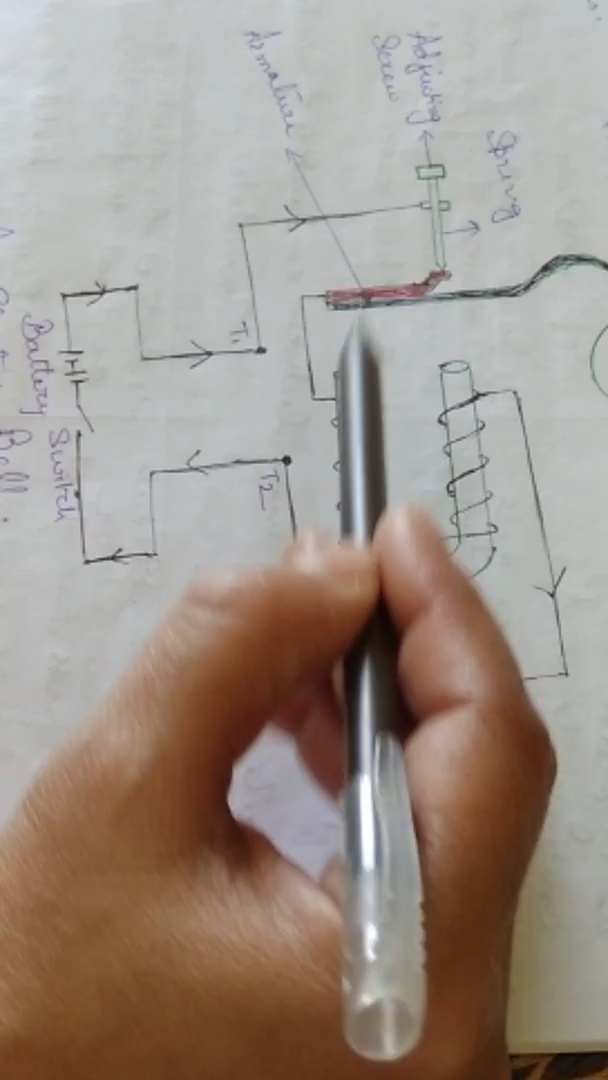 Armature
Adjusting
Screw
Spring
T1
T2
Battery
Switch
Bell.